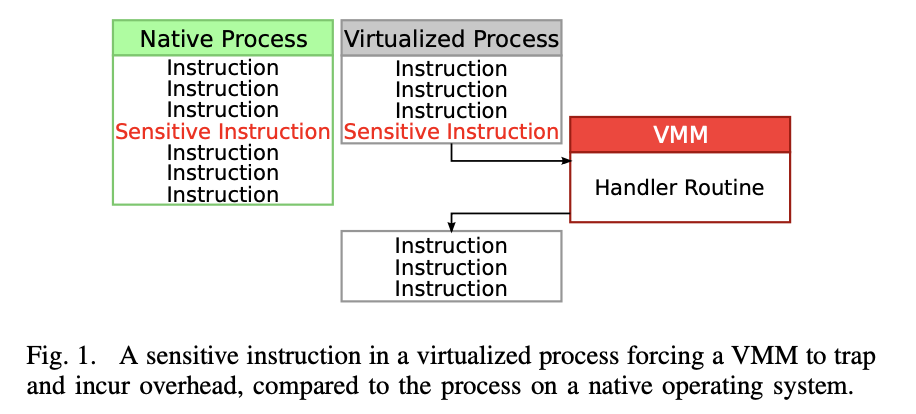 Native Process
Instruction
Instruction
Instruction
Sensitive Instruction
Instruction
Instruction
Instruction
Virtualized Process
Instruction
Instruction
Instruction
Sensitive Instruction
VMM
Handler Routine
Instruction
Instruction
Instruction
Fig. 1. A sensitive instruction in a virtualized process forcing a VMM to trap
and incur overhead, compared to the process on a native operating system.